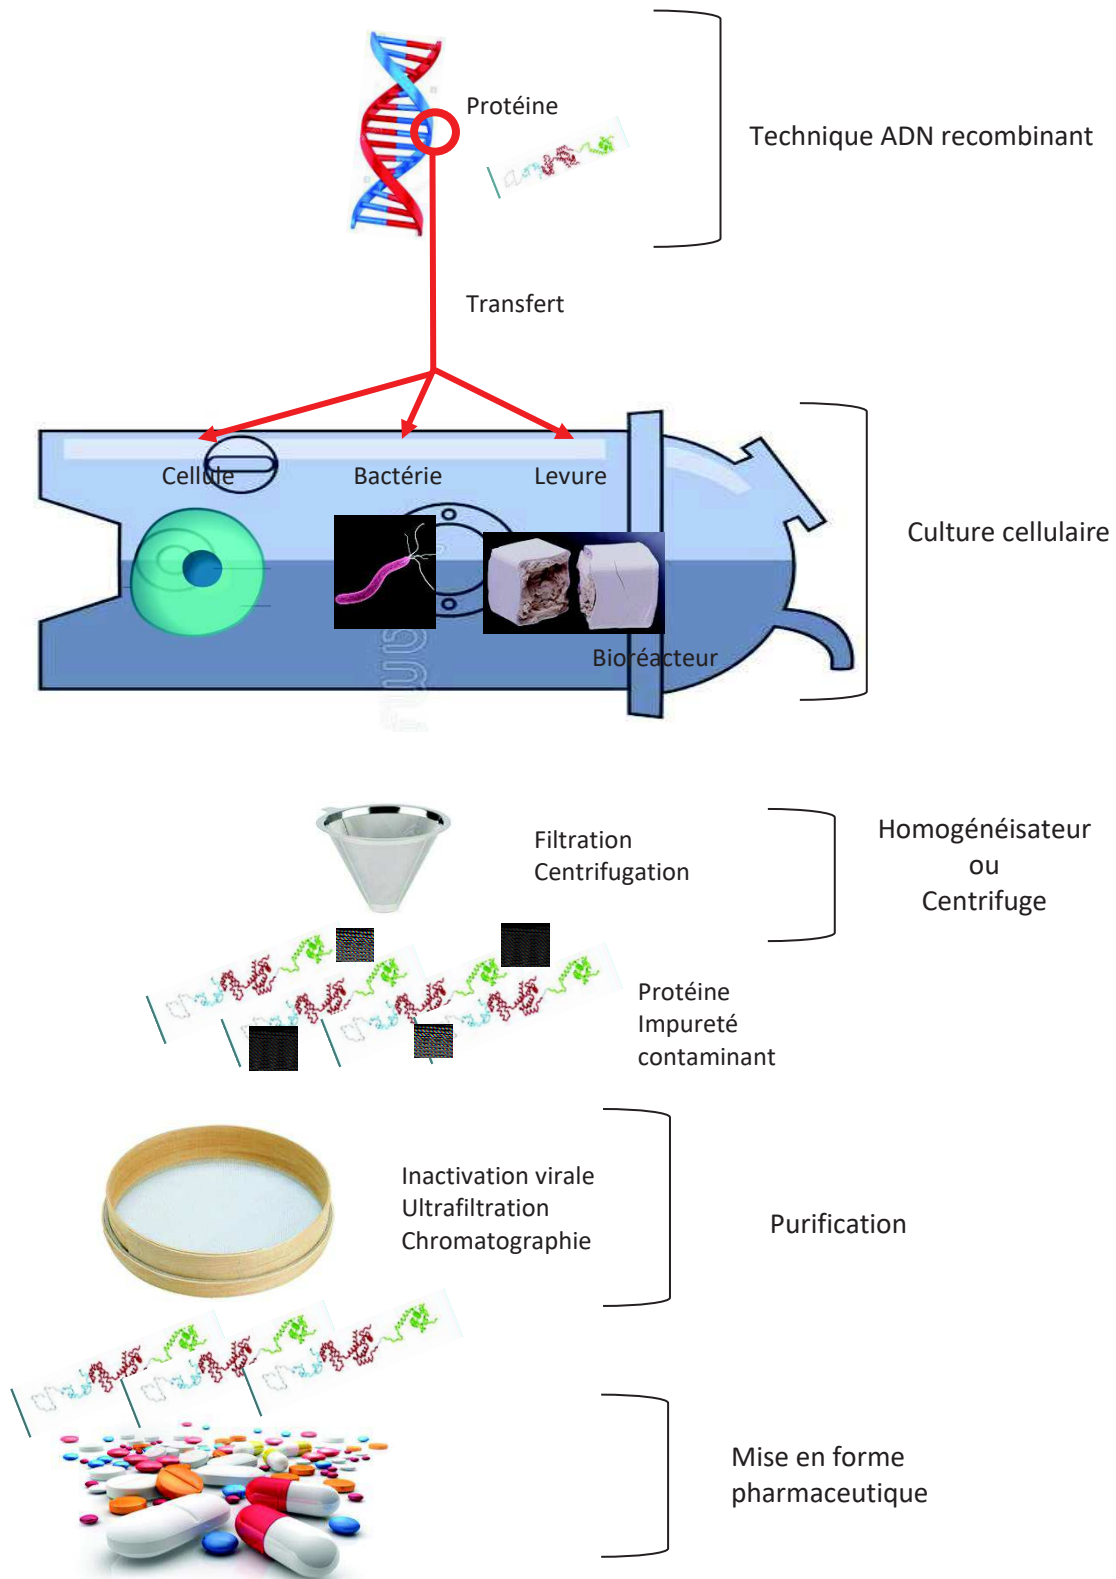 Protéine
Technique ADN recombinant
Transfert
Cellule
Bactérie
Levure
Culture cellulaire
Bioréacteur
Filtration
Centrifugation
Homogénéisateur
ou
Centrifuge
Protéine
Impureté
contaminant
Inactivation virale
Ultrafiltration
Chromatographie
Purification
Mise en forme
pharmaceutique